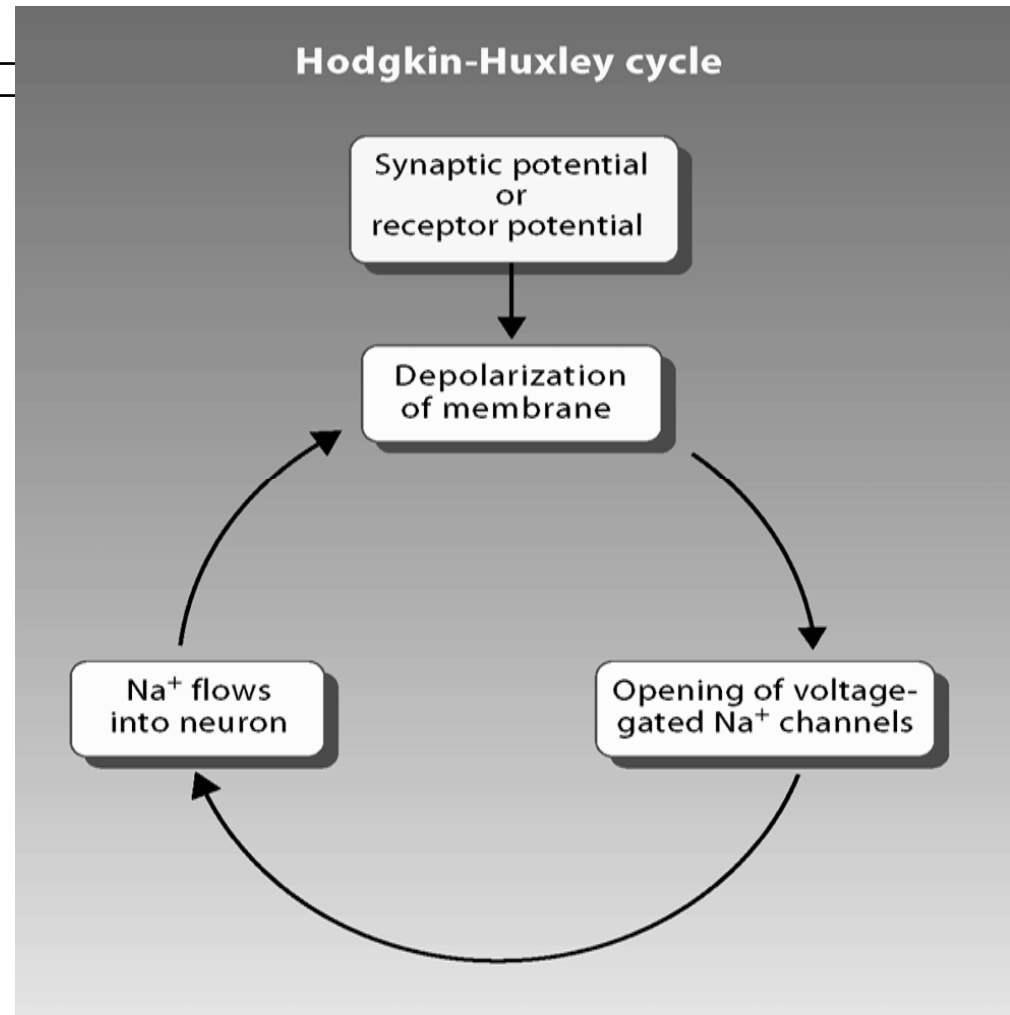 Hodgkin-Huxley cycle
Synaptic potential
or
receptor potential
Depolarization
of membrane
Na⁺ flows
into neuron
Opening of voltage-
gated Na⁺ channels